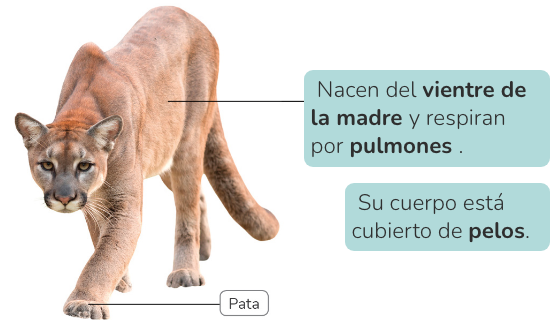 Nacen del vientre de
la madre y respiran
por pulmones .
Su cuerpo está
cubierto de pelos.
Pata